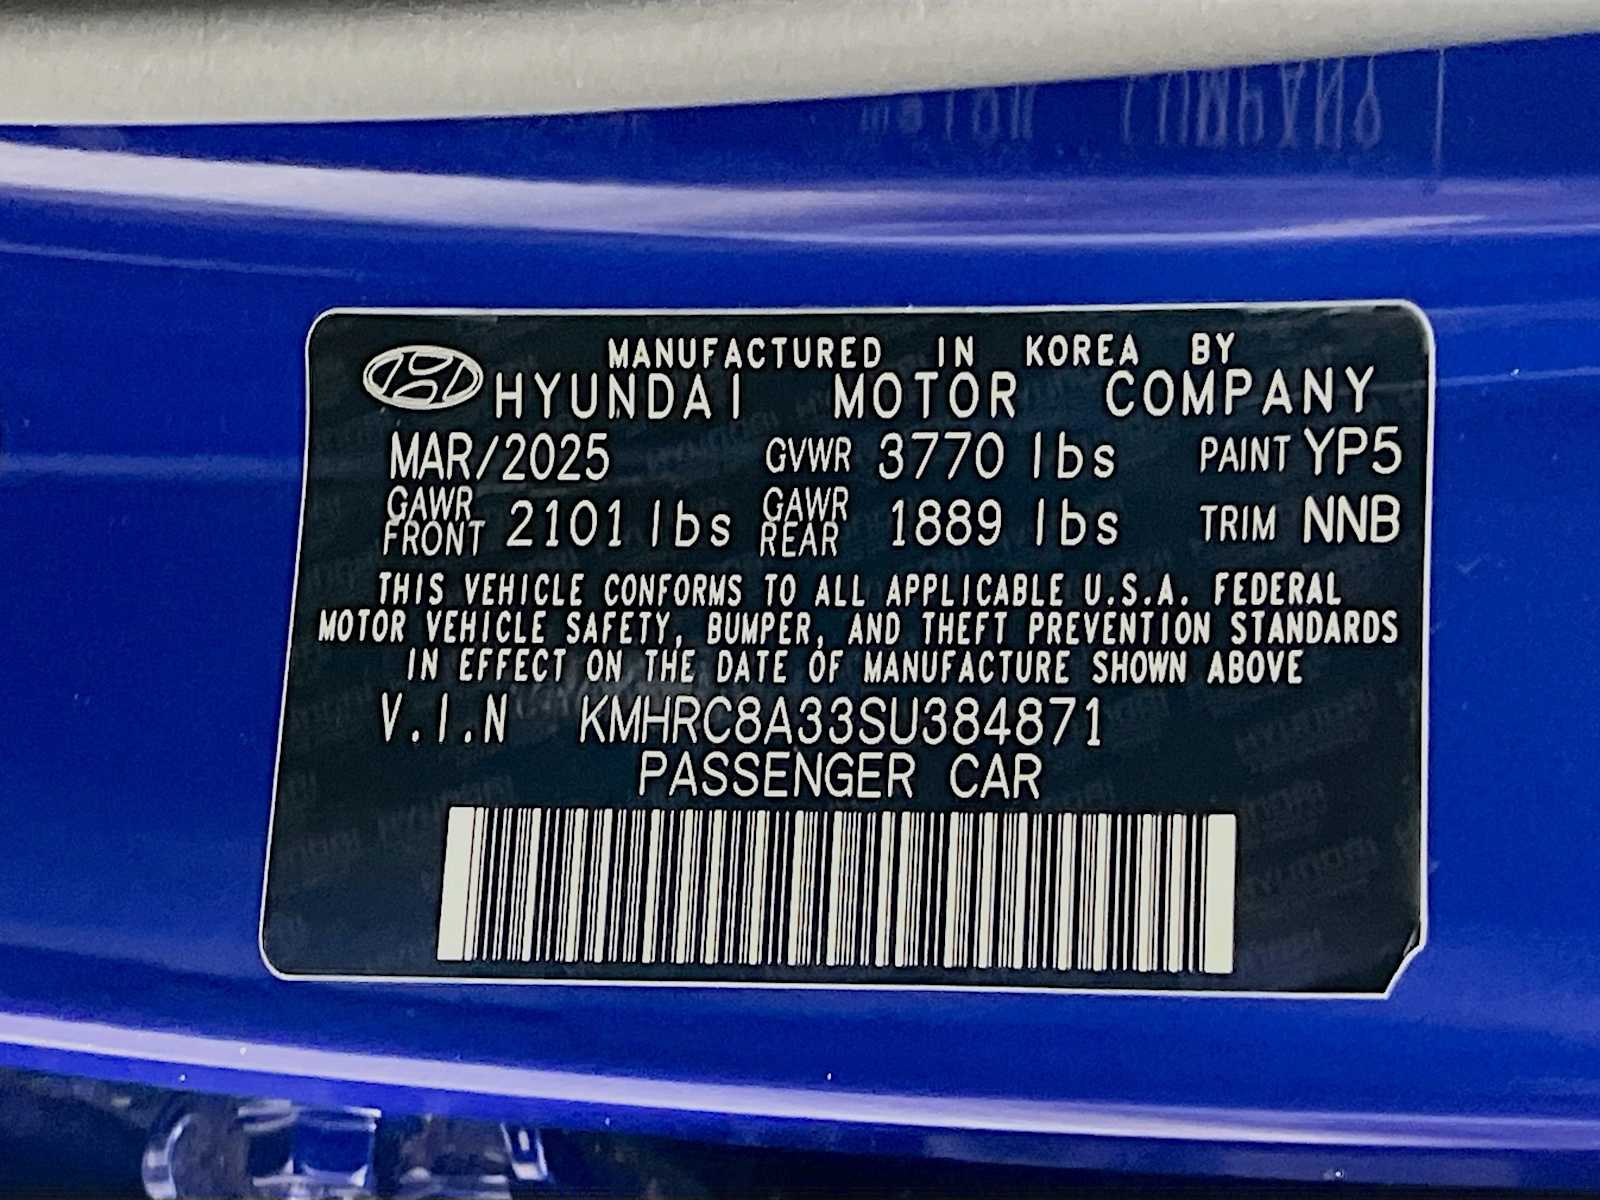 MANUFACTURED IN KOREA BY
HYUNDAI MOTOR COMPANY
MAR/2025 GVWR 3770 lbs PAINT YP5
GAWR FRONT 2101 lbs GAWR REAR 1889 lbs TRIM NNB
THIS VEHICLE CONFORMS TO ALL APPLICABLE U.S.A. FEDERAL
MOTOR VEHICLE SAFETY, BUMPER, AND THEFT PREVENTION STANDARDS
IN EFFECT ON THE DATE OF MANUFACTURE SHOWN ABOVE
V.I.N KMHRC8A33SU384871
PASSENGER CAR